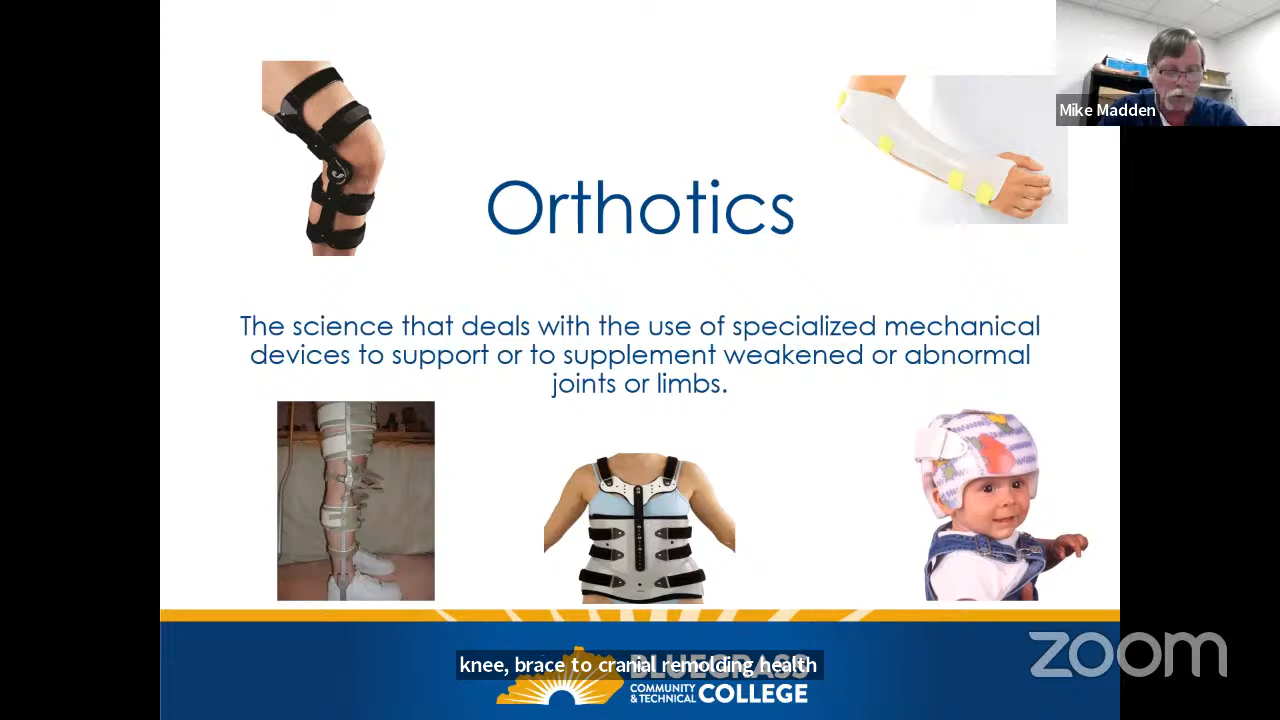 Mike Madden
Orthotics
The science that deals with the use of specialized mechanical
devices to support or to supplement weakened or abnormal
joints or limbs.
knee, brace to cranial remolding health
BLUEGRASS
COMMUNITY
& TECHNICAL
COLLEGE
zoom